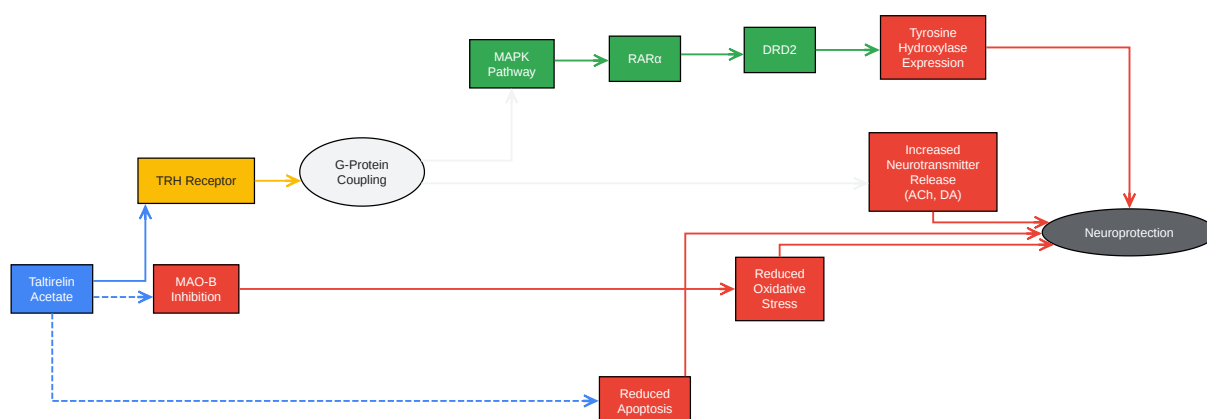 MAPK
Pathway
RARα
DRD2
Tyrosine
Hydroxylase
Expression
TRH Receptor
G-Protein
Coupling
Increased
Neurotransmitter
Release
(ACh, DA)
Neuroprotection
Taltirelin
Acetate
MAO-B
Inhibition
Reduced
Oxidative
Stress
Reduced
Apoptosis